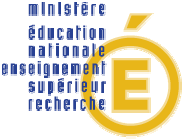 ministère
éducation
nationale
enseignement
supérieur
recherche
É